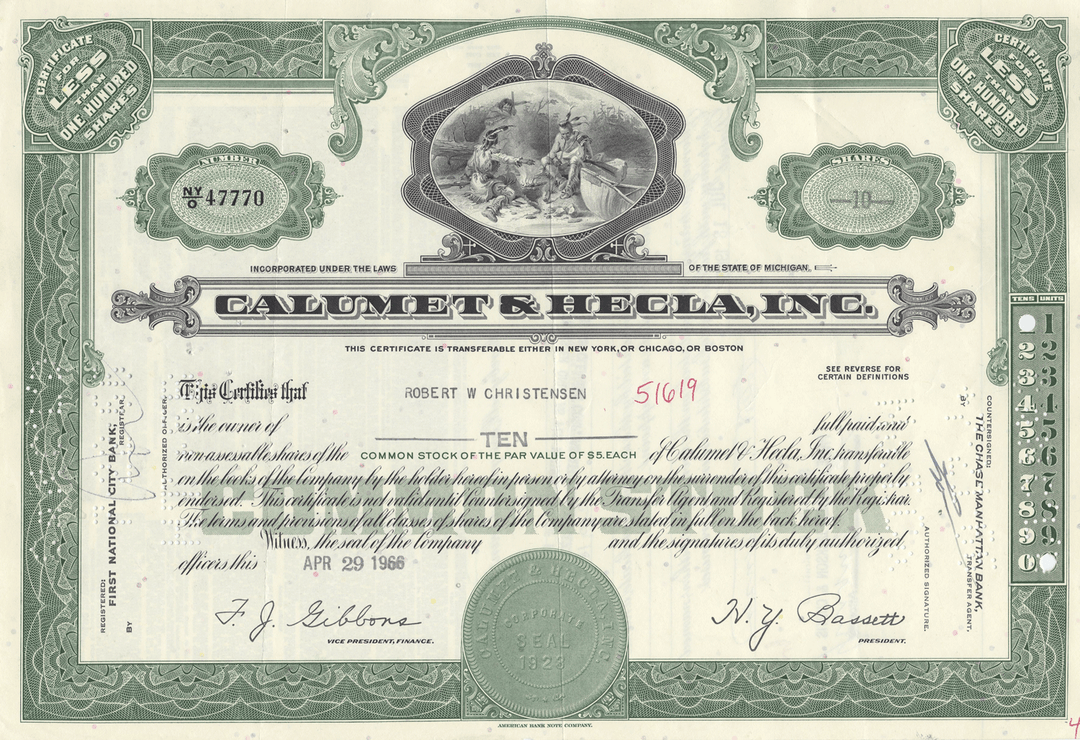 CERTIFICATE
FOR
LESS
THAN
ONE HUNDRED
SHARES
CERTIFICATE
FOR
LESS
THAN
ONE HUNDRED
SHARES
NUMBER
NY/O 47770
SHARES
10
INCORPORATED UNDER THE LAWS OF THE STATE OF MICHIGAN.
CALUMET & HECLA, INC.
THIS CERTIFICATE IS TRANSFERABLE EITHER IN NEW YORK, OR CHICAGO, OR BOSTON
SEE REVERSE FOR
CERTAIN DEFINITIONS
This Certifies that ROBERT W CHRISTENSEN 51619
is the owner of TEN full paid and
non assessable shares of the COMMON STOCK OF THE PAR VALUE OF $5. EACH of Calumet & Hecla, Inc. transferable
on the books of the Company by the holder hereof in person or by attorney on the surrender of this certificate properly
endorsed. This certificate is not valid until Countersigned by the Transfer Agent and Registered by the Registrar.
The terms and provisions of all classes of shares of the Company are stated in full on the back hereof.
COMMON STOCK
Witness, the seal of the Company and the signatures of its duly authorized
officers this APR 29 1966
F. J. Gibbons
VICE PRESIDENT, FINANCE.
H. Y. Bassett
PRESIDENT.
CALUMET & HECLA, INC.
CORPORATE
SEAL
1923
REGISTERED:
FIRST NATIONAL CITY BANK,
REGISTRAR,
BY
AUTHORIZED OFFICER.
COUNTERSIGNED:
THE CHASE MANHATTAN BANK,
TRANSFER AGENT,
BY
AUTHORIZED SIGNATURE.
TENS UNITS
1
2 2
3 3
4 4
5 5
6 6
7 7
8 8
9 9
0
AMERICAN BANK NOTE COMPANY.
4